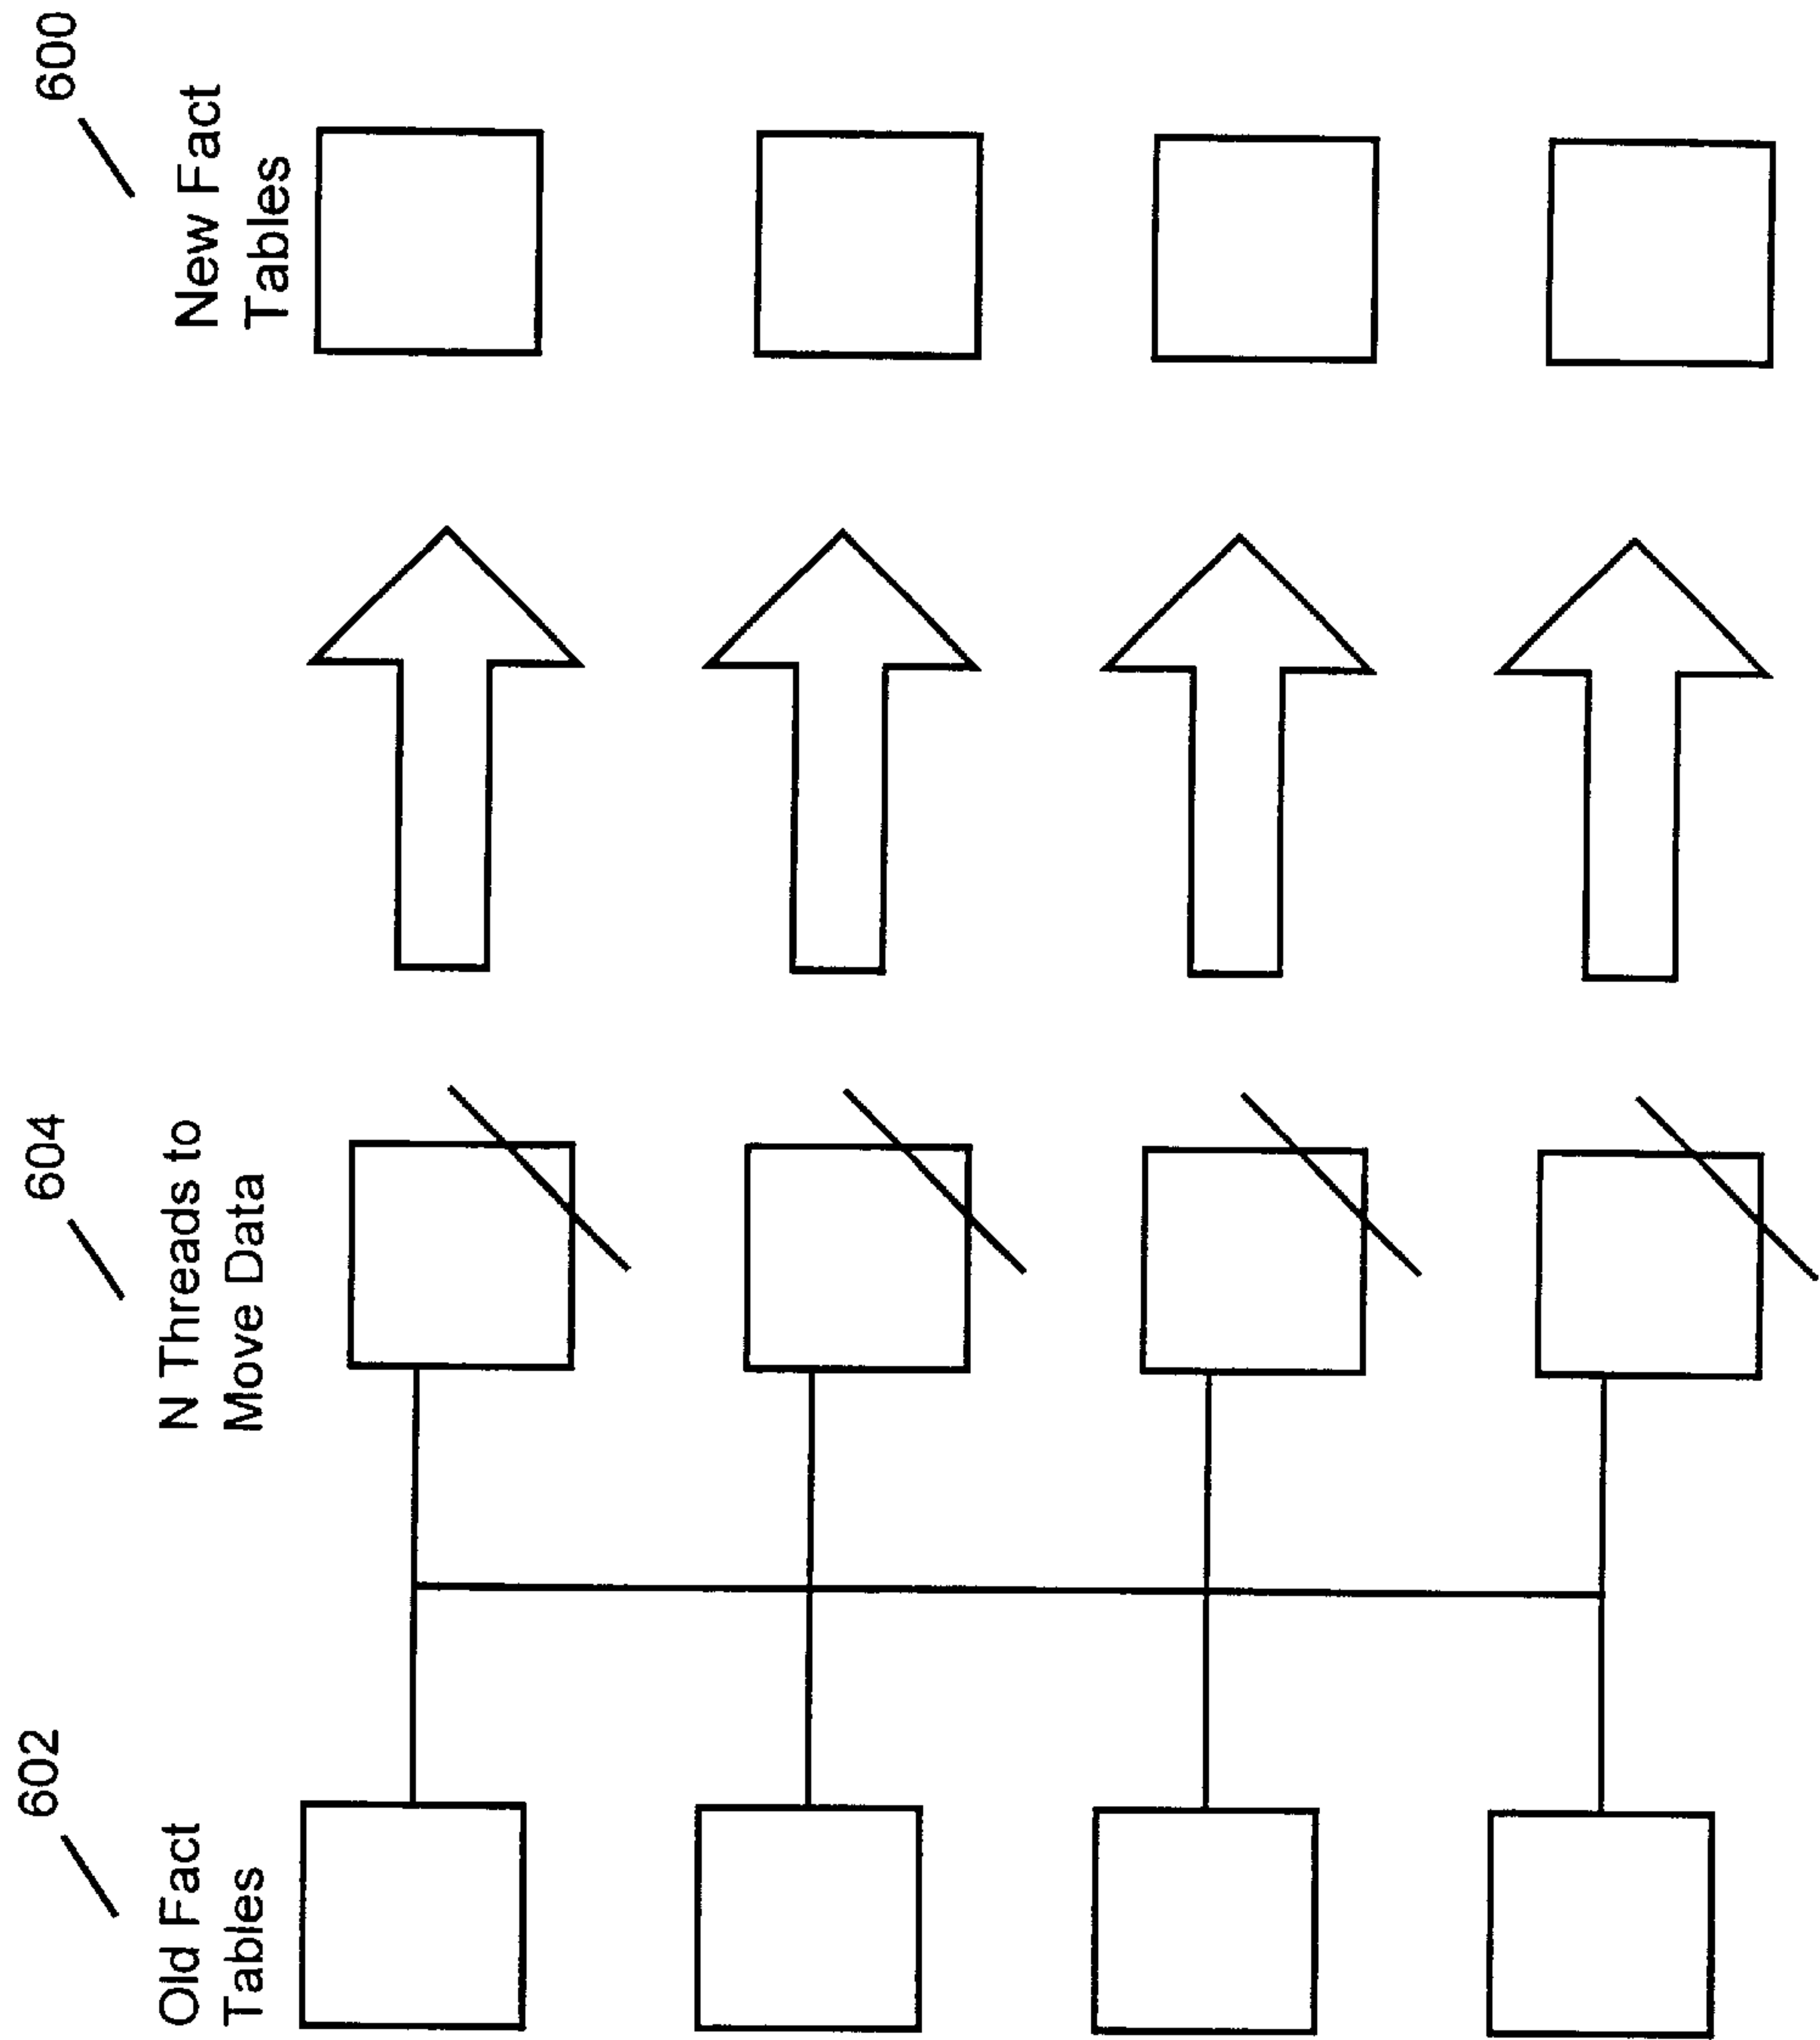 602
Old Fact
Tables
604
N Threads to
Move Data
600
New Fact
Tables